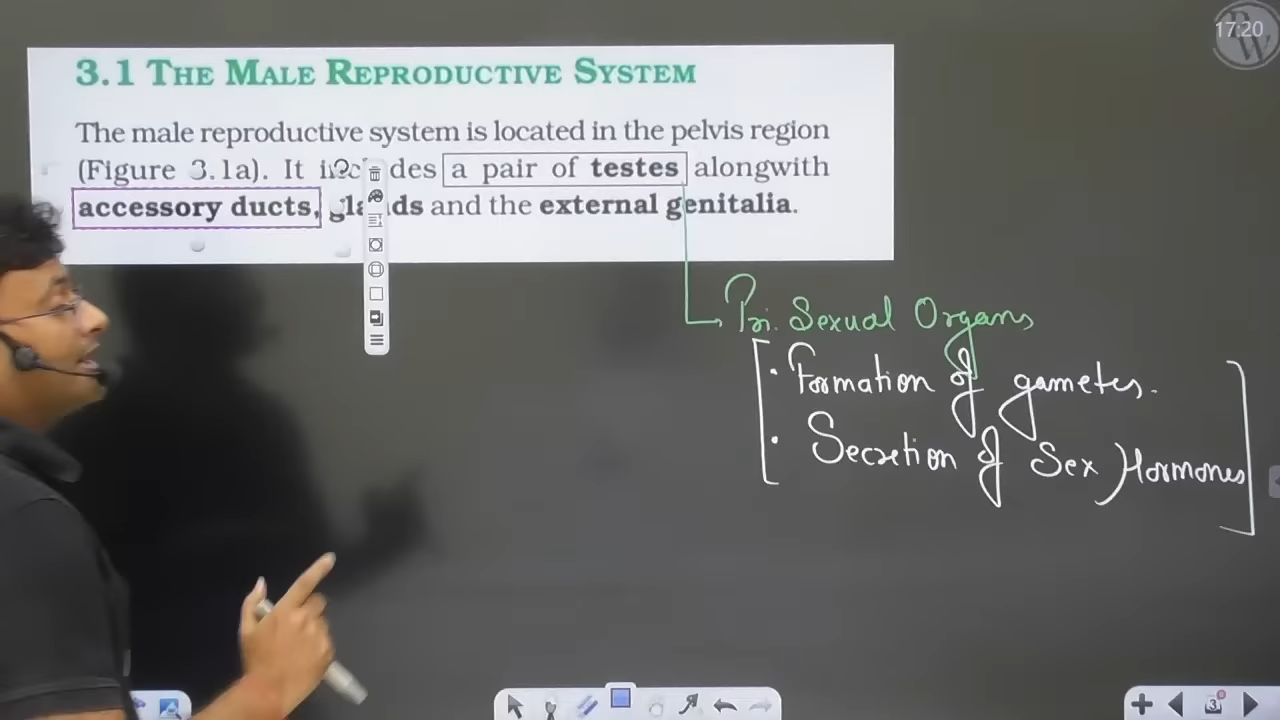 17:20
3.1 THE MALE REPRODUCTIVE SYSTEM
The male reproductive system is located in the pelvis region
(Figure 3.1a). It des a pair of testes alongwith
accessory ducts, and the external genitalia.
Pri. Sexual Organs
· Formation of gametes.
· Secretion of Sex Hormones
3